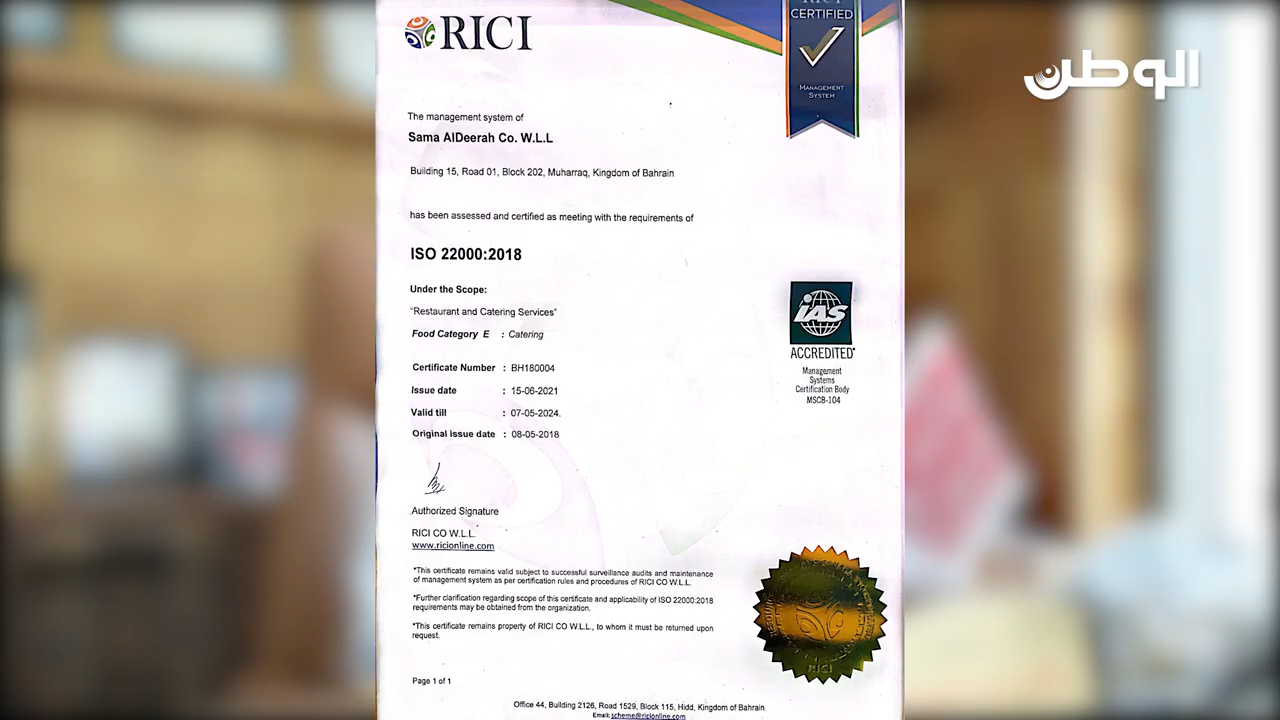 RICI
RICI
CERTIFIED
MANAGEMENT
SYSTEM
الوطن
The management system of
Sama AlDeerah Co. W.L.L
Building 15, Road 01, Block 202, Muharraq, Kingdom of Bahrain
has been assessed and certified as meeting with the requirements of
ISO 22000:2018
Under the Scope:
"Restaurant and Catering Services"
Food Category E : Catering
Certificate Number : BH180004
Issue date : 15-06-2021
Valid till : 07-05-2024.
Original issue date : 08-05-2018
iAS
ACCREDITED
Management
Systems
Certification Body
MSCB-104
Authorized Signature
RICI CO W.L.L.
www.ricionline.com
*This certificate remains valid subject to successful surveillance audits and maintenance
of management system as per certification rules and procedures of RICI CO W.L.L.
*Further clarification regarding scope of this certificate and applicability of ISO 22000:2018
requirements may be obtained from the organization.
*This certificate remains property of RICI CO W.L.L., to whom it must be returned upon
request.
RICI
Page 1 of 1
Office 44, Building 2126, Road 1529, Block 115, Hidd, Kingdom of Bahrain
Email: scheme@ricionline.com